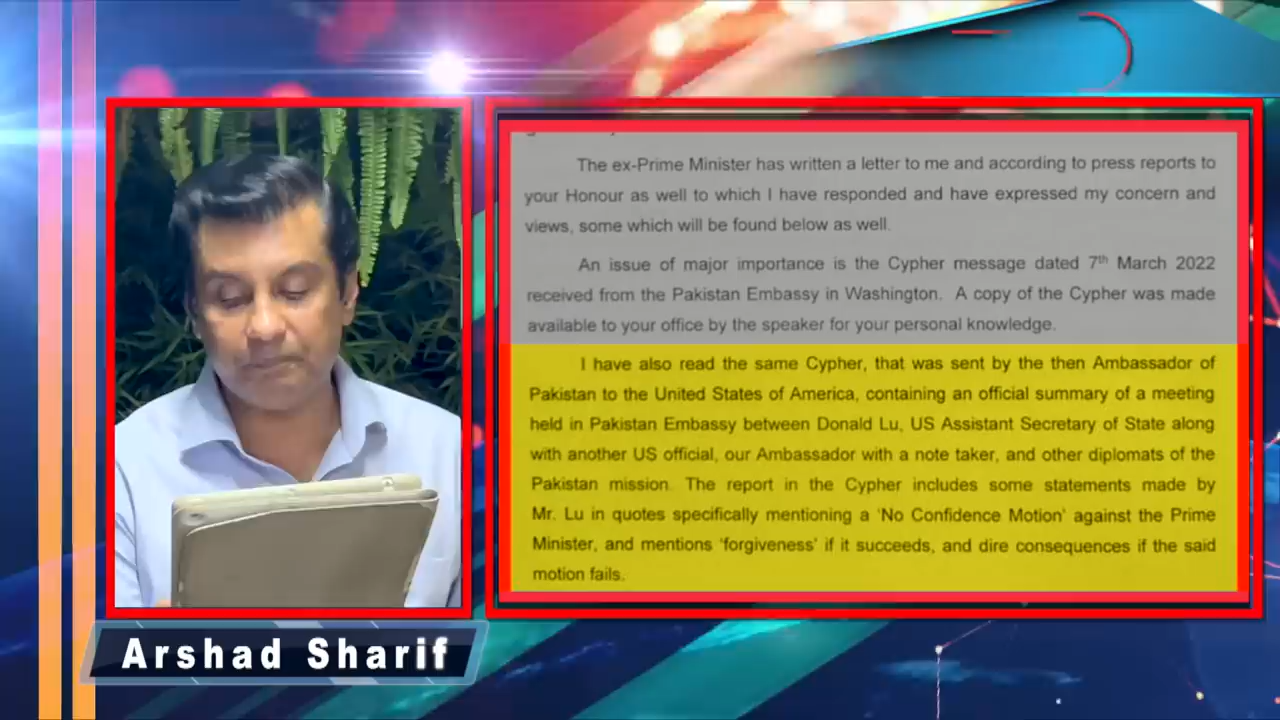 The ex-Prime Minister has written a letter to me and according to press reports to
your Honour as well to which I have responded and have expressed my concern and
views, some which will be found below as well.
An issue of major importance is the Cypher message dated 7th March 2022
received from the Pakistan Embassy in Washington. A copy of the Cypher was made
available to your office by the speaker for your personal knowledge.
I have also read the same Cypher, that was sent by the then Ambassador of
Pakistan to the United States of America, containing an official summary of a meeting
held in Pakistan Embassy between Donald Lu, US Assistant Secretary of State along
with another US official, our Ambassador with a note taker, and other diplomats of the
Pakistan mission. The report in the Cypher includes some statements made by
Mr. Lu in quotes specifically mentioning a ‘No Confidence Motion’ against the Prime
Minister, and mentions ‘forgiveness’ if it succeeds, and dire consequences if the said
motion fails.
Arshad Sharif